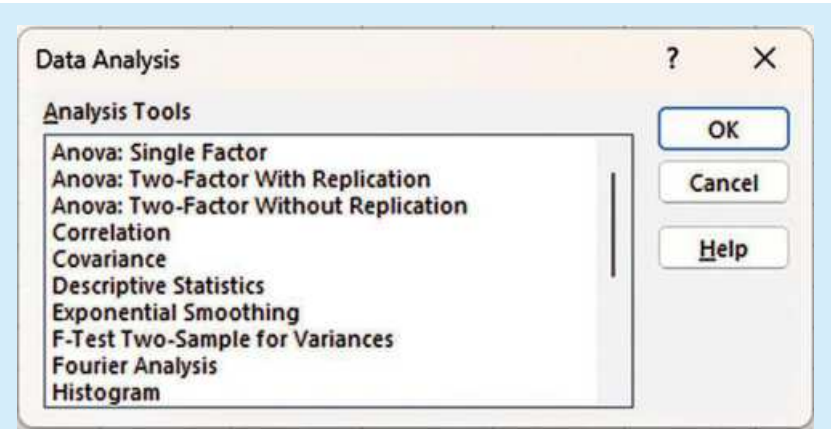 Data Analysis
?
Analysis Tools
Anova: Single Factor
Anova: Two-Factor With Replication
Anova: Two-Factor Without Replication
Correlation
Covariance
Descriptive Statistics
Exponential Smoothing
F-Test Two-Sample for Variances
Fourier Analysis
Histogram
OK
Cancel
Help